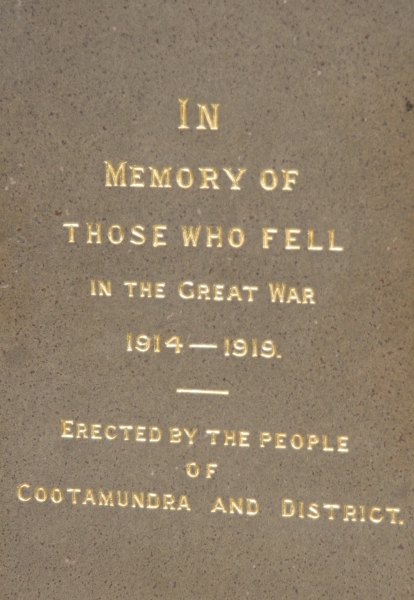 IN
MEMORY OF
THOSE WHO FELL
IN THE GREAT WAR
1914—1919.
ERECTED BY THE PEOPLE
OF
COOTAMUNDRA AND DISTRICT.